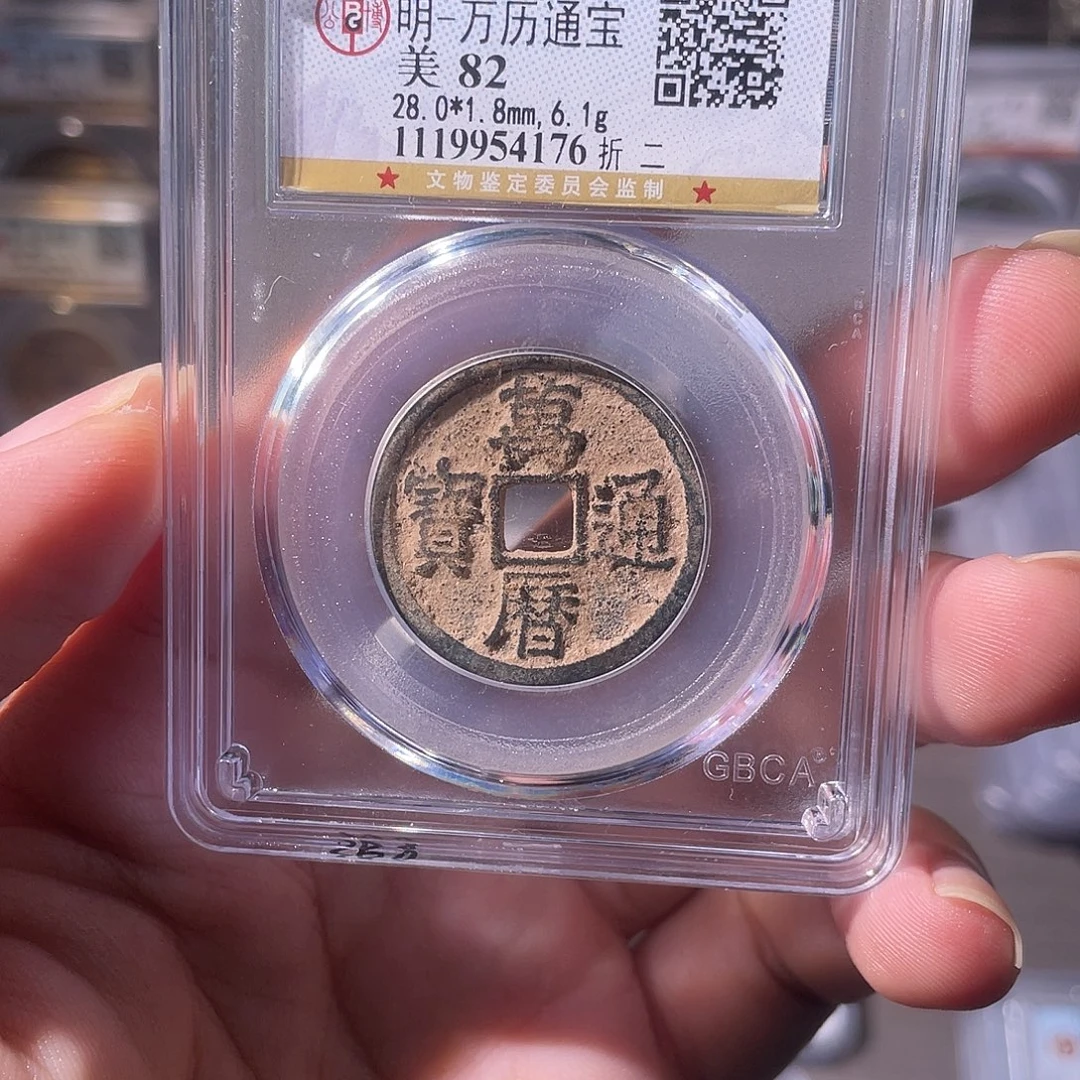 明-万历通宝
美 82
28.0*1.8mm,6.1g
1119954176 折 二
★ 文物鉴定委员会监制 ★
萬
寶 通
曆
GBCA